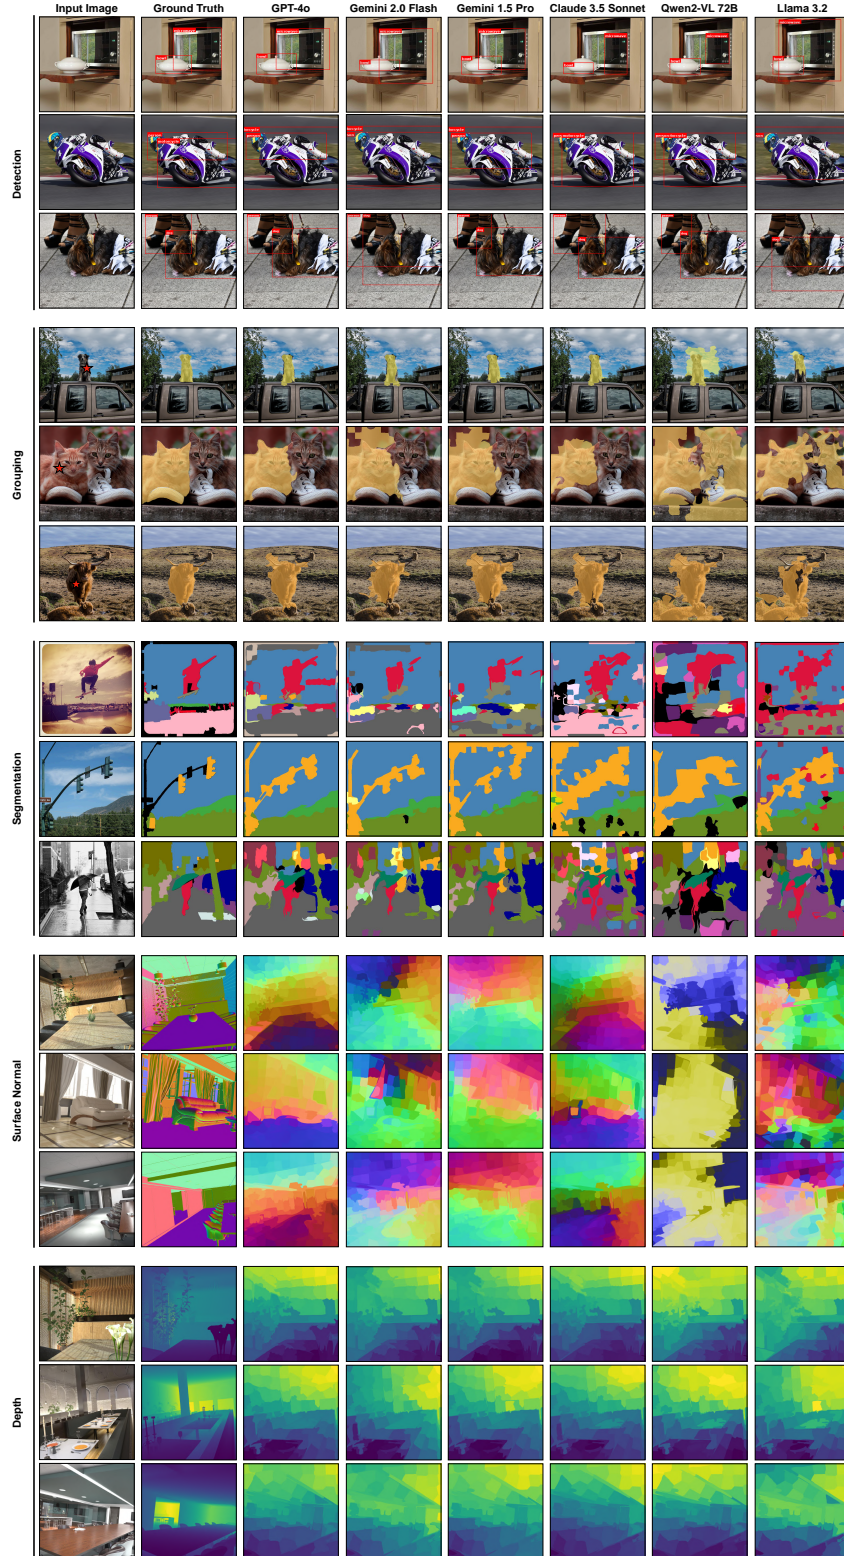 Input Image Ground Truth GPT-4o Gemini 2.0 Flash Gemini 1.5 Pro Claude 3.5 Sonnet Qwen2-VL 72B Llama 3.2
Detection
Grouping
Segmentation
Surface Normal
Depth